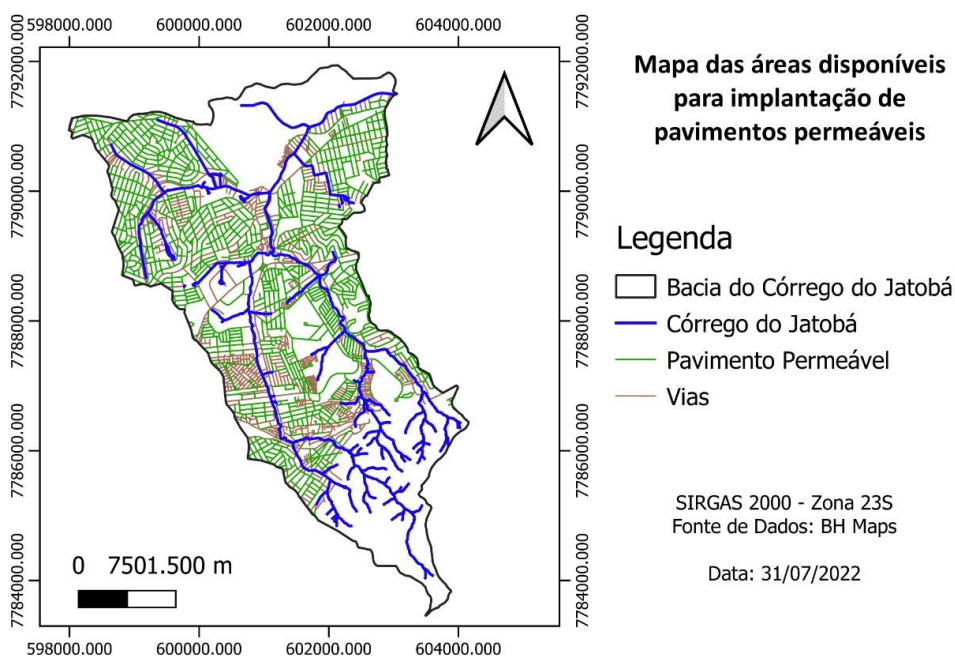 598000.000 600000.000 602000.000 604000.000
7792000.000
7790000.000
7788000.000
7786000.000
7784000.000
7792000.000
7790000.000
7788000.000
7786000.000
7784000.000
0 7501.500 m
598000.000 600000.000 602000.000 604000.000
Mapa das áreas disponíveis
para implantação de
pavimentos permeáveis
Legenda
Bacia do Córrego do Jatobá
Córrego do Jatobá
Pavimento Permeável
Vias
SIRGAS 2000 - Zona 23S
Fonte de Dados: BH Maps
Data: 31/07/2022